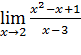 lim x→2 x²−x+1 / x−3